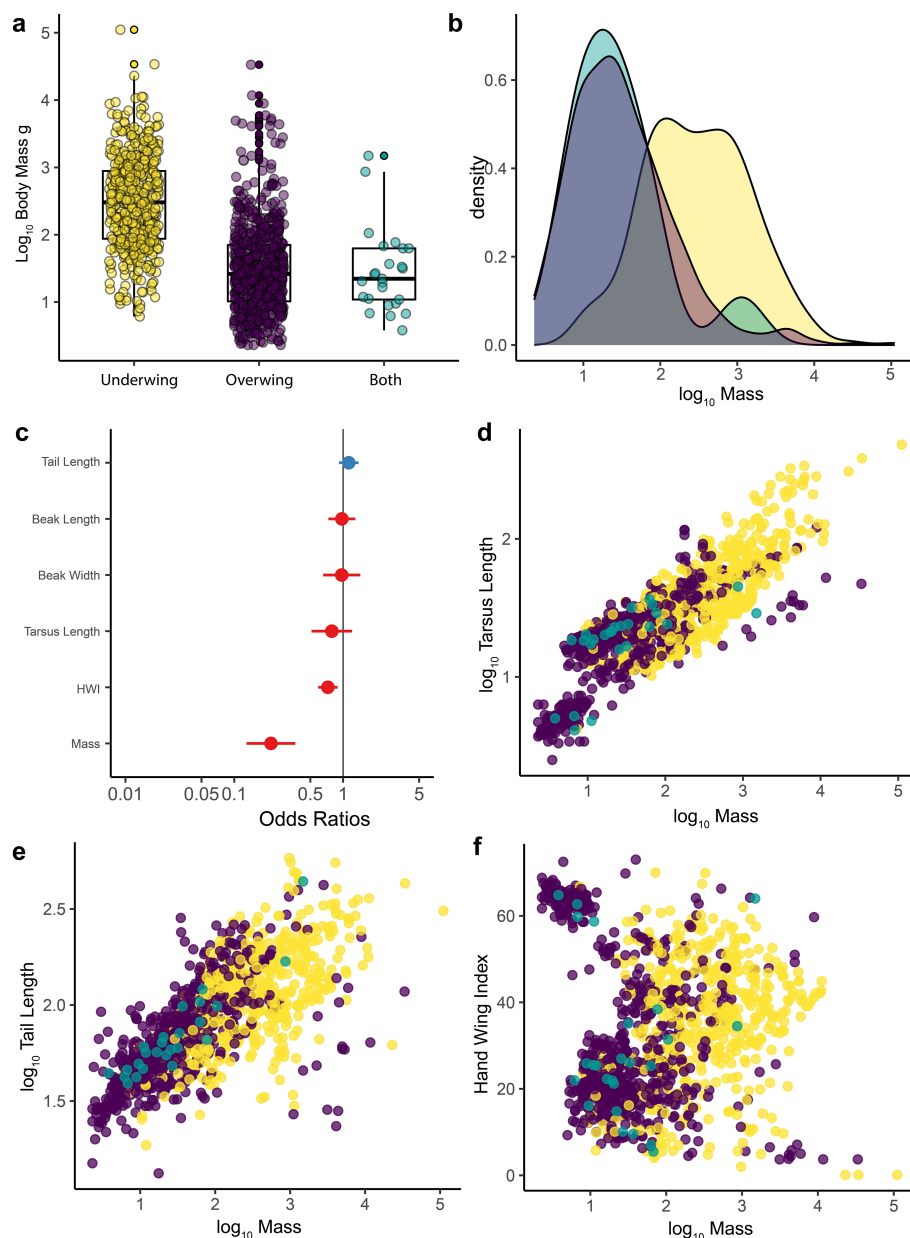 a
5
4
3
2
1
Log₁₀ Body Mass g
Underwing
Overwing
Both
b
0.6
0.4
0.2
0.0
density
1
2
3
4
5
log₁₀ Mass
c
Tail Length
Beak Length
Beak Width
Tarsus Length
HWI
Mass
0.01
0.05
0.1
0.5
1
5
Odds Ratios
d
2
1
log₁₀ Tarsus Length
1
2
3
4
5
log₁₀ Mass
e
2.5
2.0
1.5
log₁₀ Tail Length
1
2
3
4
5
log₁₀ Mass
f
60
40
20
0
Hand Wing Index
1
2
3
4
5
log₁₀ Mass